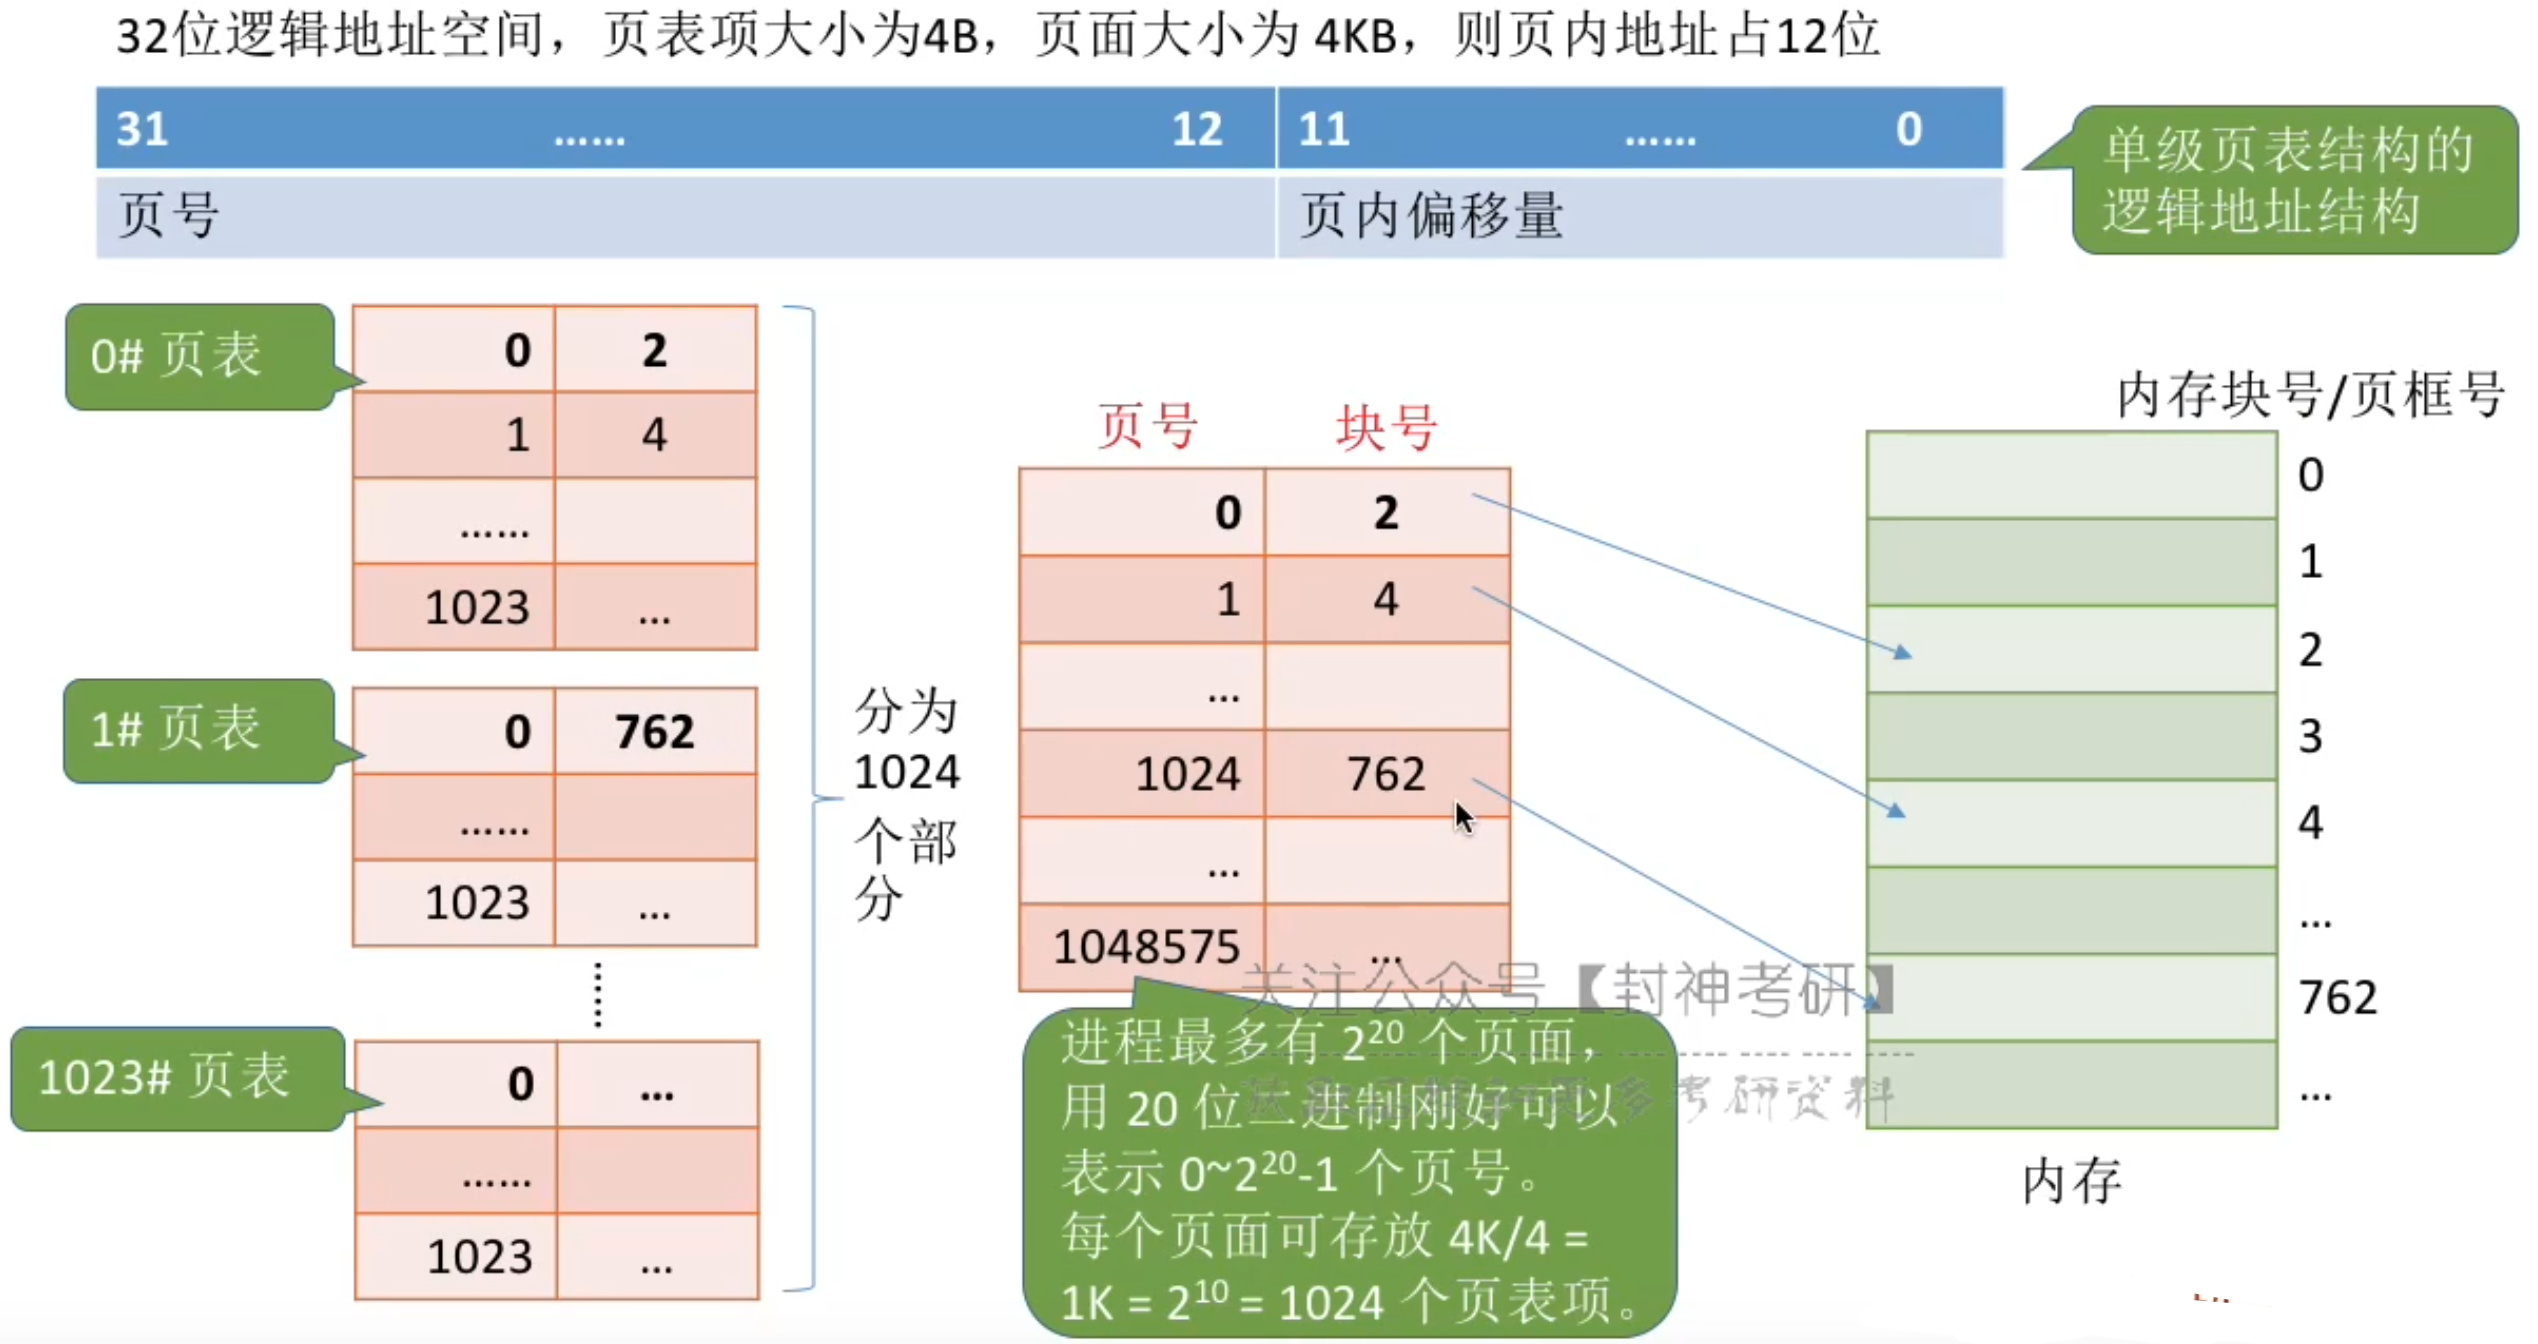 32位逻辑地址空间，页表项大小为4B，页面大小为 4KB，则页内地址占12位
31 …… 12 11 …… 0
页号 页内偏移量
单级页表结构的
逻辑地址结构
0# 页表
0 2
1 4
……
1023 ...
1# 页表
0 762
……
1023 ...
1023# 页表
0 ...
……
1023 ...
分为
1024
个部
分
页号 块号
0 2
1 4
...
1024 762
...
1048575 ...
进程最多有 2²⁰ 个页面，
用 20 位二进制刚好可以
表示 0~2²⁰-1 个页号。
每个页面可存放 4K/4 =
1K = 2¹⁰ = 1024 个页表项。
内存块号/页框号
0
1
2
3
4
...
762
...
内存
关注公众号【封神考研】
多考研资料